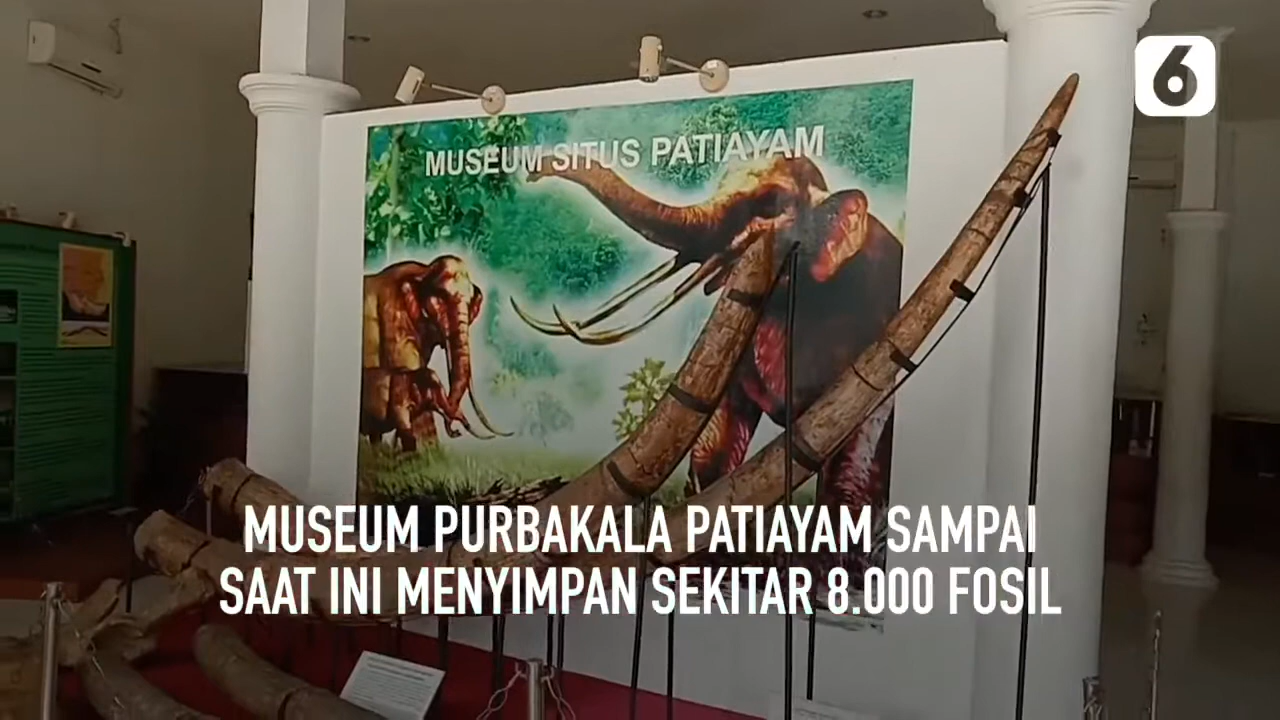 6
MUSEUM SITUS PATIAYAM
MUSEUM PURBAKALA PATIAYAM SAMPAI
SAAT INI MENYIMPAN SEKITAR 8.000 FOSIL